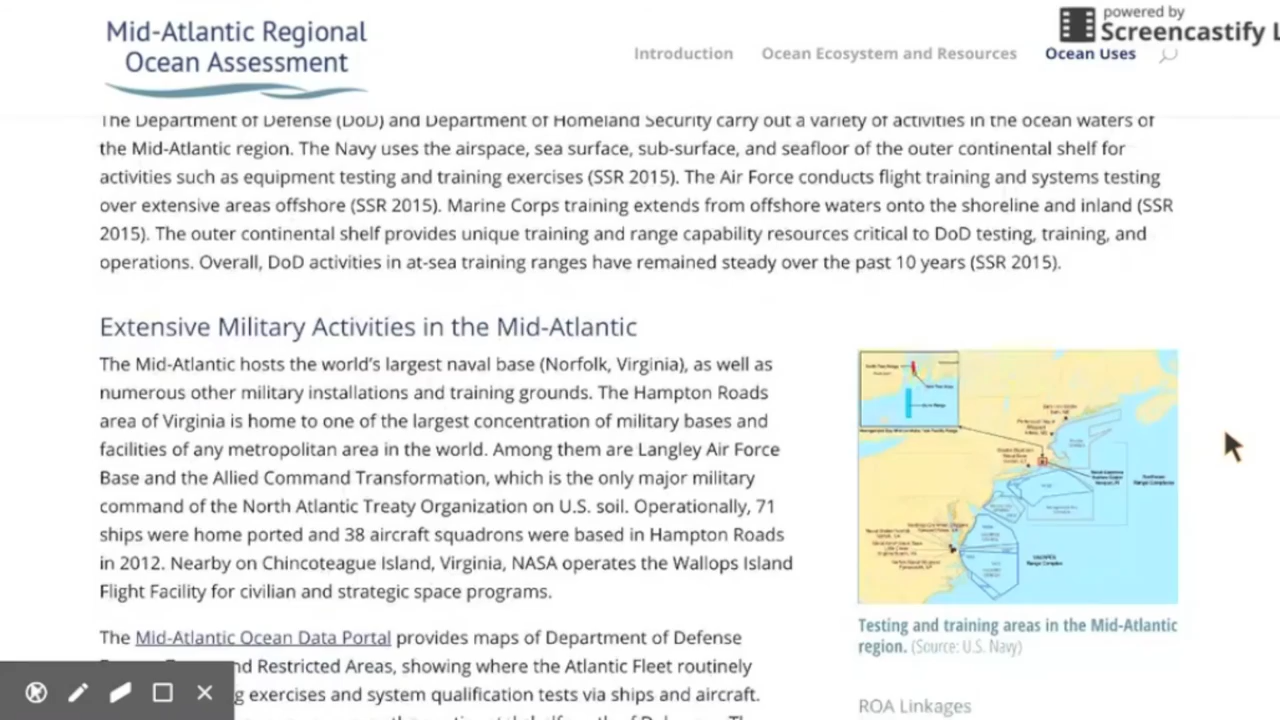 Mid-Atlantic Regional
Ocean Assessment
Introduction
Ocean Ecosystem and Resources
Ocean Uses
powered by
Screencastify L
The Department of Defense (DoD) and Department of Homeland Security carry out a variety of activities in the ocean waters of
the Mid-Atlantic region. The Navy uses the airspace, sea surface, sub-surface, and seafloor of the outer continental shelf for
activities such as equipment testing and training exercises (SSR 2015). The Air Force conducts flight training and systems testing
over extensive areas offshore (SSR 2015). Marine Corps training extends from offshore waters onto the shoreline and inland (SSR
2015). The outer continental shelf provides unique training and range capability resources critical to DoD testing, training, and
operations. Overall, DoD activities in at-sea training ranges have remained steady over the past 10 years (SSR 2015).
Extensive Military Activities in the Mid-Atlantic
The Mid-Atlantic hosts the world's largest naval base (Norfolk, Virginia), as well as
numerous other military installations and training grounds. The Hampton Roads
area of Virginia is home to one of the largest concentration of military bases and
facilities of any metropolitan area in the world. Among them are Langley Air Force
Base and the Allied Command Transformation, which is the only major military
command of the North Atlantic Treaty Organization on U.S. soil. Operationally, 71
ships were home ported and 38 aircraft squadrons were based in Hampton Roads
in 2012. Nearby on Chincoteague Island, Virginia, NASA operates the Wallops Island
Flight Facility for civilian and strategic space programs.
The Mid-Atlantic Ocean Data Portal provides maps of Department of Defense
nd Restricted Areas, showing where the Atlantic Fleet routinely
g exercises and system qualification tests via ships and aircraft.
Testing and training areas in the Mid-Atlantic
region. (Source: U.S. Navy)
ROA Linkages